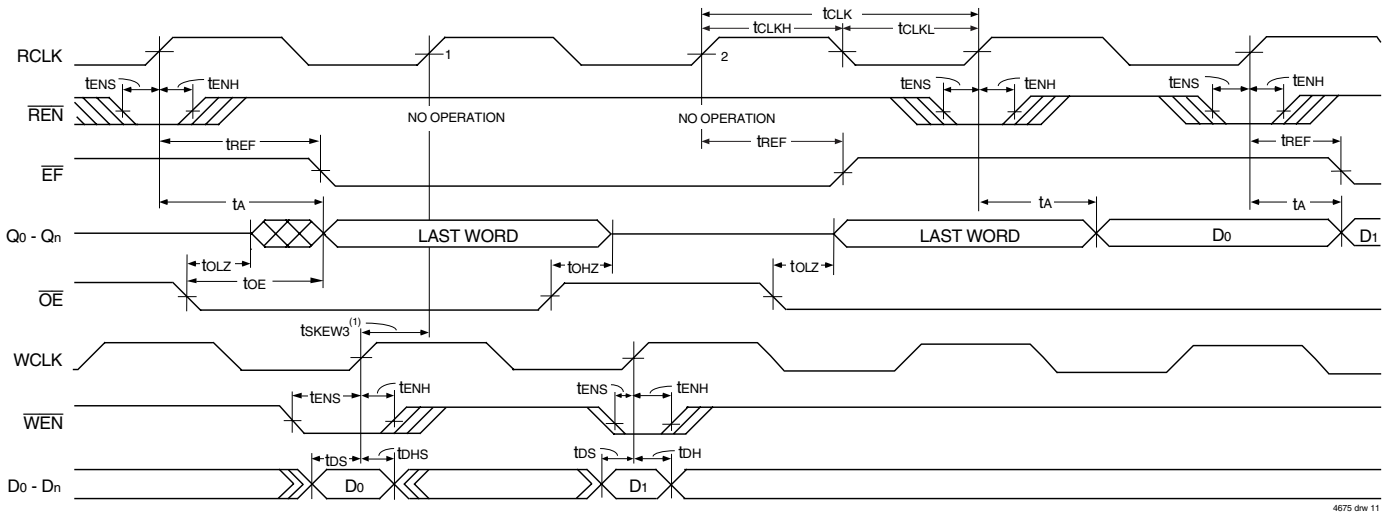 tCLK
tCLKH tCLKL
RCLK 1 2
tENS tENH tENS tENH tENS tENH
REN
NO OPERATION NO OPERATION
tREF tREF tREF
EF
tA tA tA
Q0 - Qn LAST WORD LAST WORD D0 D1
tOLZ tOHZ tOLZ
tOE
OE
tSKEW3(1)
WCLK
tENS tENH tENS tENH
WEN
tDS tDHS tDS tDH
D0 - Dn D0 D1
4675 drw 11